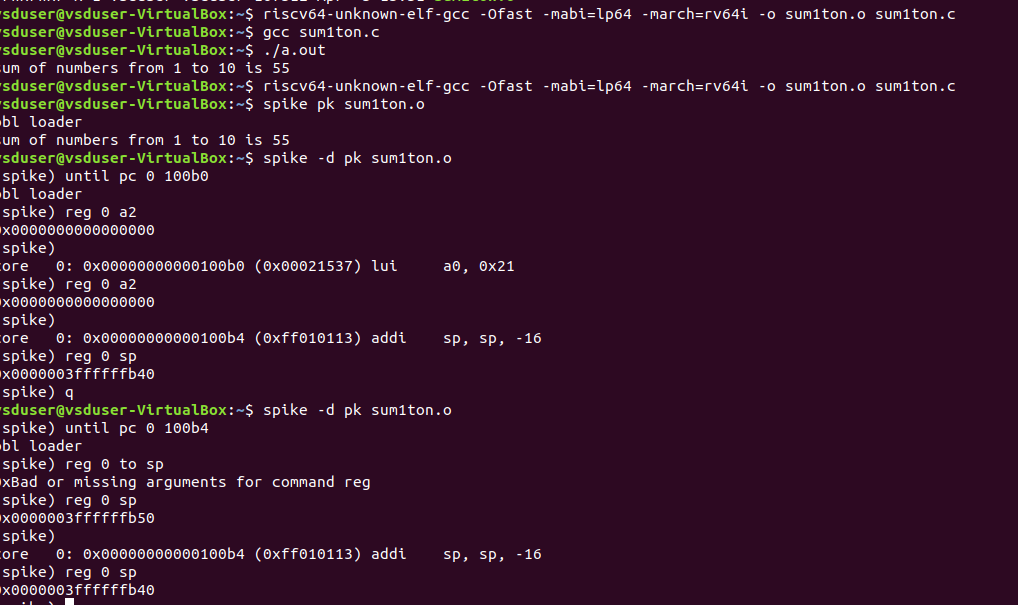 vsduser@vsduser-VirtualBox:~$ riscv64-unknown-elf-gcc -Ofast -mabi=lp64 -march=rv64i -o sum1ton.o sum1ton.c
vsduser@vsduser-VirtualBox:~$ gcc sum1ton.c
vsduser@vsduser-VirtualBox:~$ ./a.out
um of numbers from 1 to 10 is 55
vsduser@vsduser-VirtualBox:~$ riscv64-unknown-elf-gcc -Ofast -mabi=lp64 -march=rv64i -o sum1ton.o sum1ton.c
vsduser@vsduser-VirtualBox:~$ spike pk sum1ton.o
bbl loader
um of numbers from 1 to 10 is 55
vsduser@vsduser-VirtualBox:~$ spike -d pk sum1ton.o
spike) until pc 0 100b0
bbl loader
spike) reg 0 a2
0x0000000000000000
spike)
core   0: 0x00000000000100b0 (0x00021537) lui     a0, 0x21
spike) reg 0 a2
0x0000000000000000
spike)
core   0: 0x00000000000100b4 (0xff010113) addi    sp, sp, -16
spike) reg 0 sp
0x0000003ffffffb40
spike) q
vsduser@vsduser-VirtualBox:~$ spike -d pk sum1ton.o
spike) until pc 0 100b4
bbl loader
spike) reg 0 to sp
0xBad or missing arguments for command reg
spike) reg 0 sp
0x0000003ffffffb50
spike)
core   0: 0x00000000000100b4 (0xff010113) addi    sp, sp, -16
spike) reg 0 sp
0x0000003ffffffb40